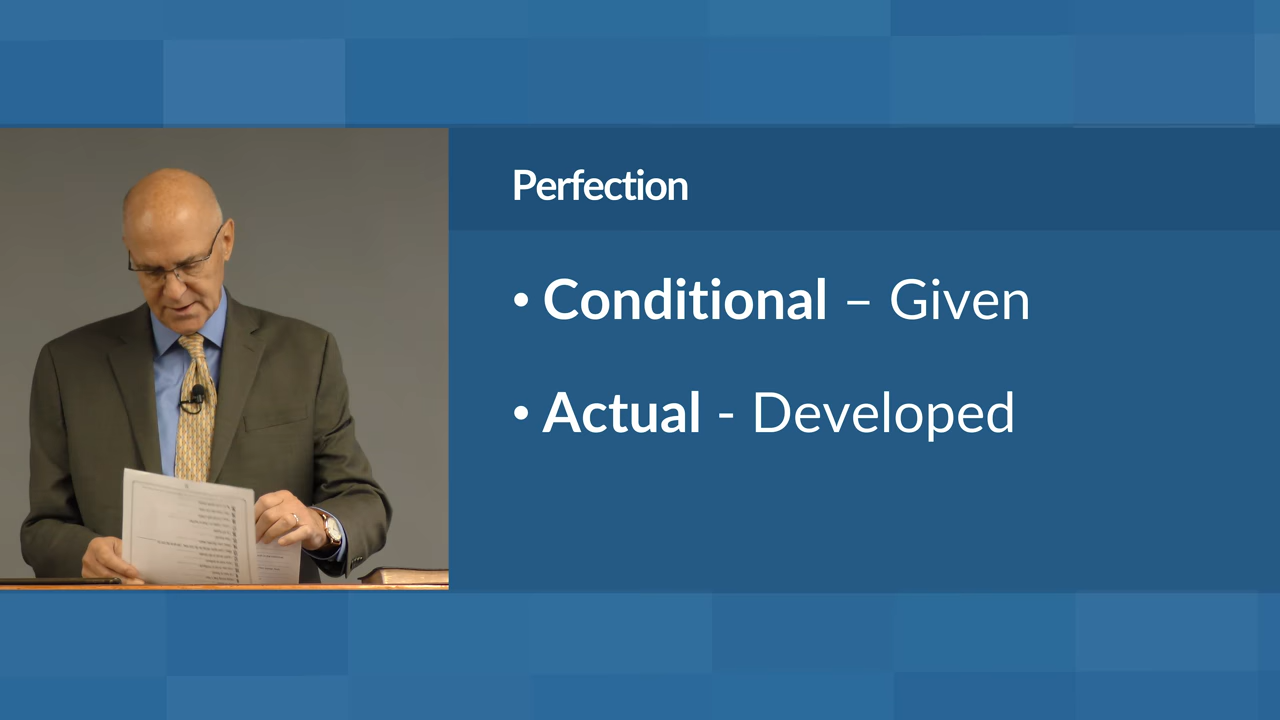 Perfection
• Conditional – Given
• Actual - Developed